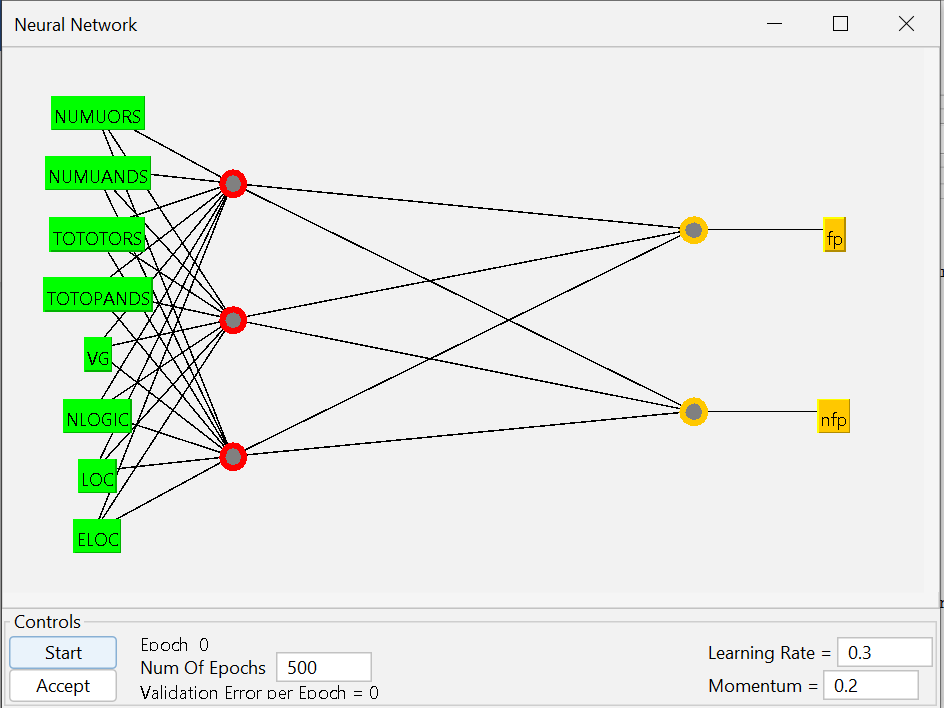 Neural Network
NUMUORS
NUMUANDS
TOTOTORS
TOTOPANDS
VG
NLOGIC
LOC
ELOC
fp
nfp
Controls
Start
Accept
Epoch 0
Num Of Epochs 500
Validation Error per Epoch = 0
Learning Rate = 0.3
Momentum = 0.2